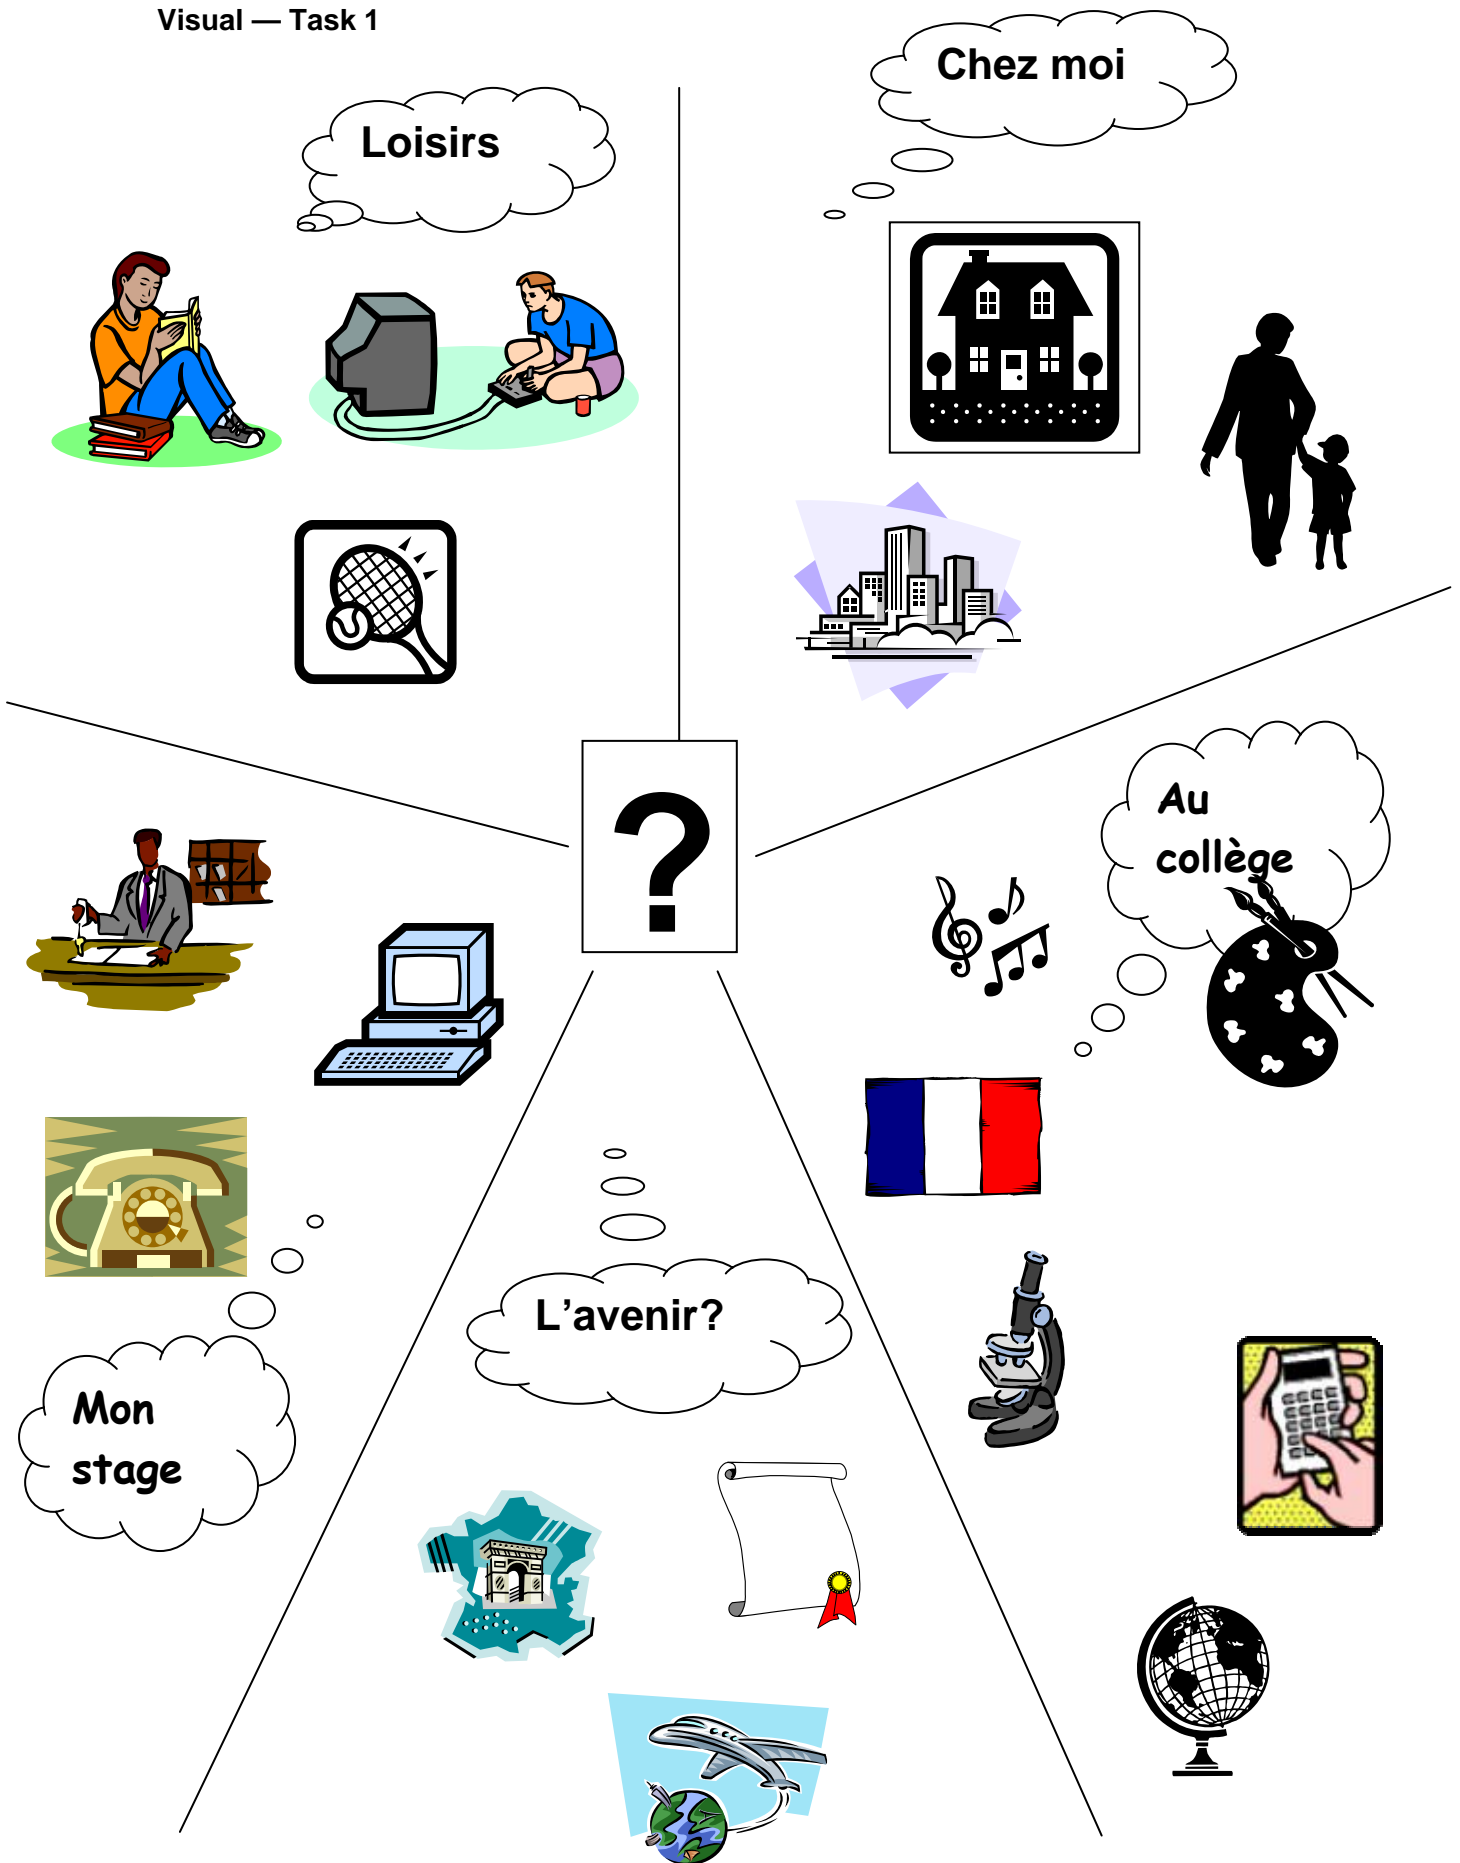 Visual — Task 1
Chez moi
Loisirs
?
Au
collège
L'avenir?
Mon
stage